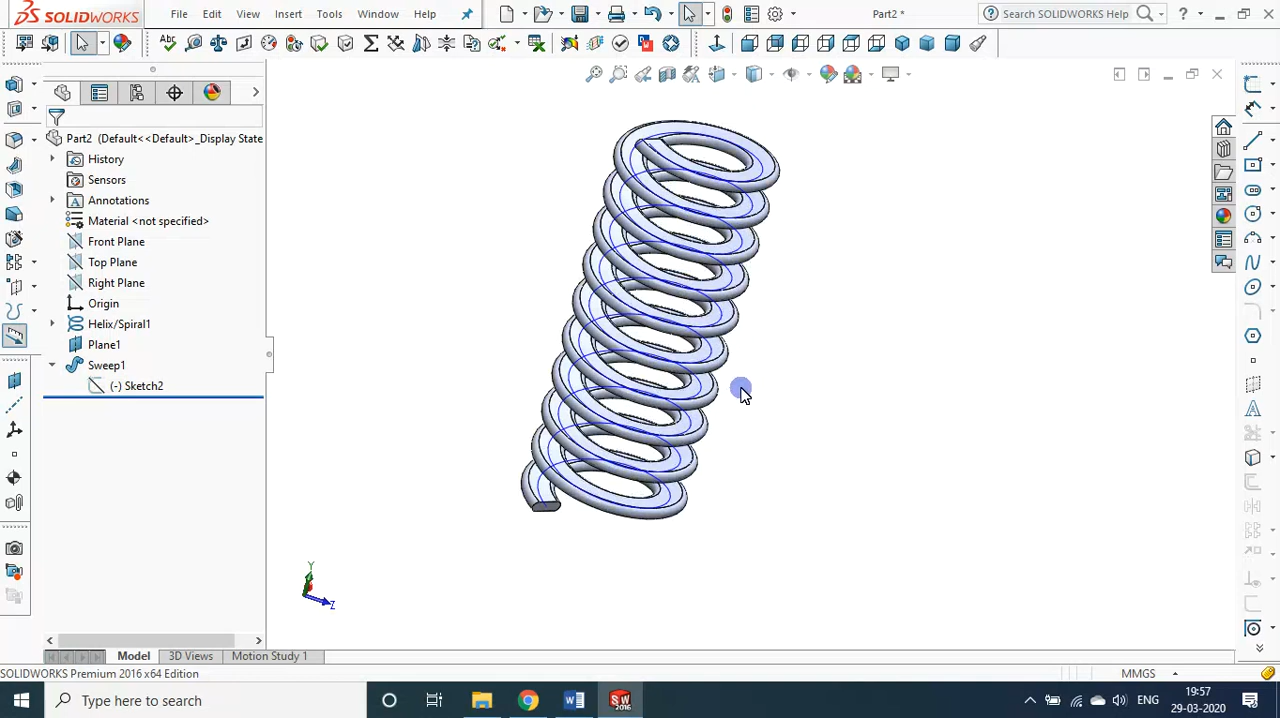 SOLIDWORKS File Edit View Insert Tools Window Help Part2 * Search SOLIDWORKS Help ?
Part2 (Default<<Default>_Display State
History
Sensors
A Annotations
Material <not specified>
Front Plane
Top Plane
Right Plane
Origin
Helix/Spiral1
Plane1
Sweep1
(-) Sketch2
Y
Z
Model 3D Views Motion Study 1
SOLIDWORKS Premium 2016 x64 Edition MMGS
Type here to search ENG 19:57
29-03-2020